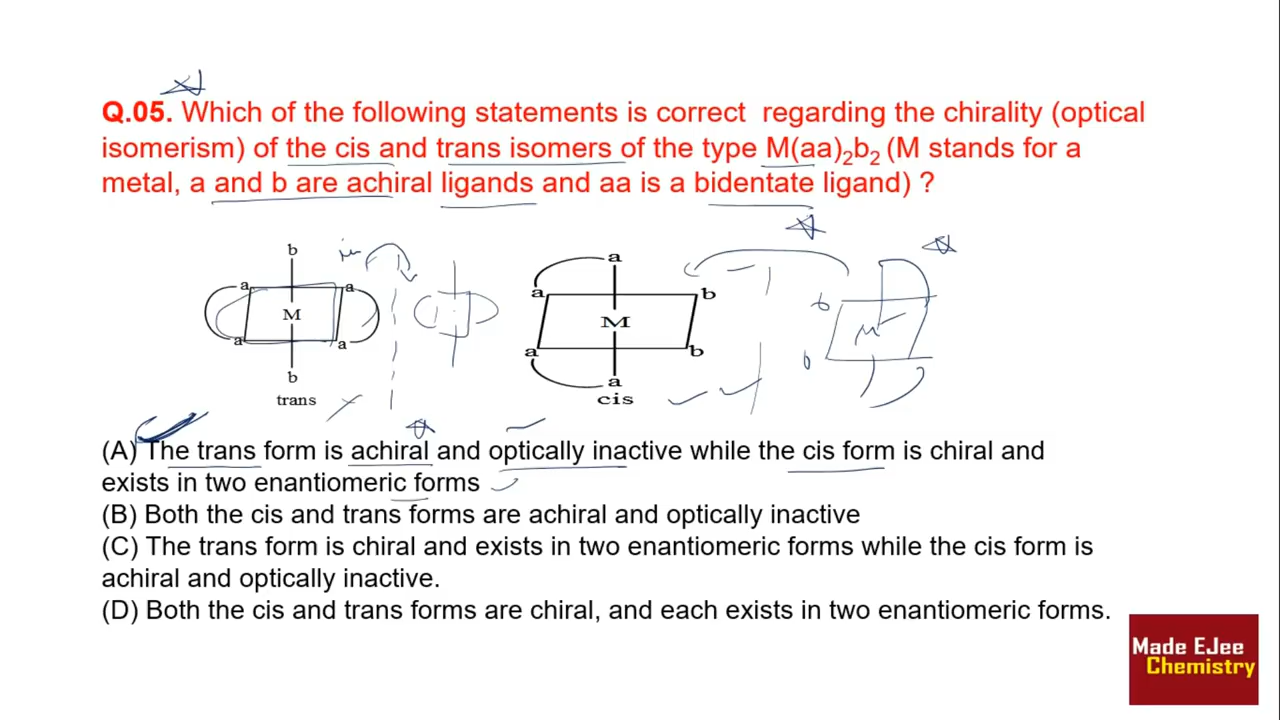 Q.05. Which of the following statements is correct regarding the chirality (optical
isomerism) of the cis and trans isomers of the type M(aa)₂b₂ (M stands for a
metal, a and b are achiral ligands and aa is a bidentate ligand) ?
b
a a
M
a a
b
trans
a
a b
M
a b
a
cis
b
M
b
(A) The trans form is achiral and optically inactive while the cis form is chiral and
exists in two enantiomeric forms
(B) Both the cis and trans forms are achiral and optically inactive
(C) The trans form is chiral and exists in two enantiomeric forms while the cis form is
achiral and optically inactive.
(D) Both the cis and trans forms are chiral, and each exists in two enantiomeric forms.
Made EJee
Chemistry